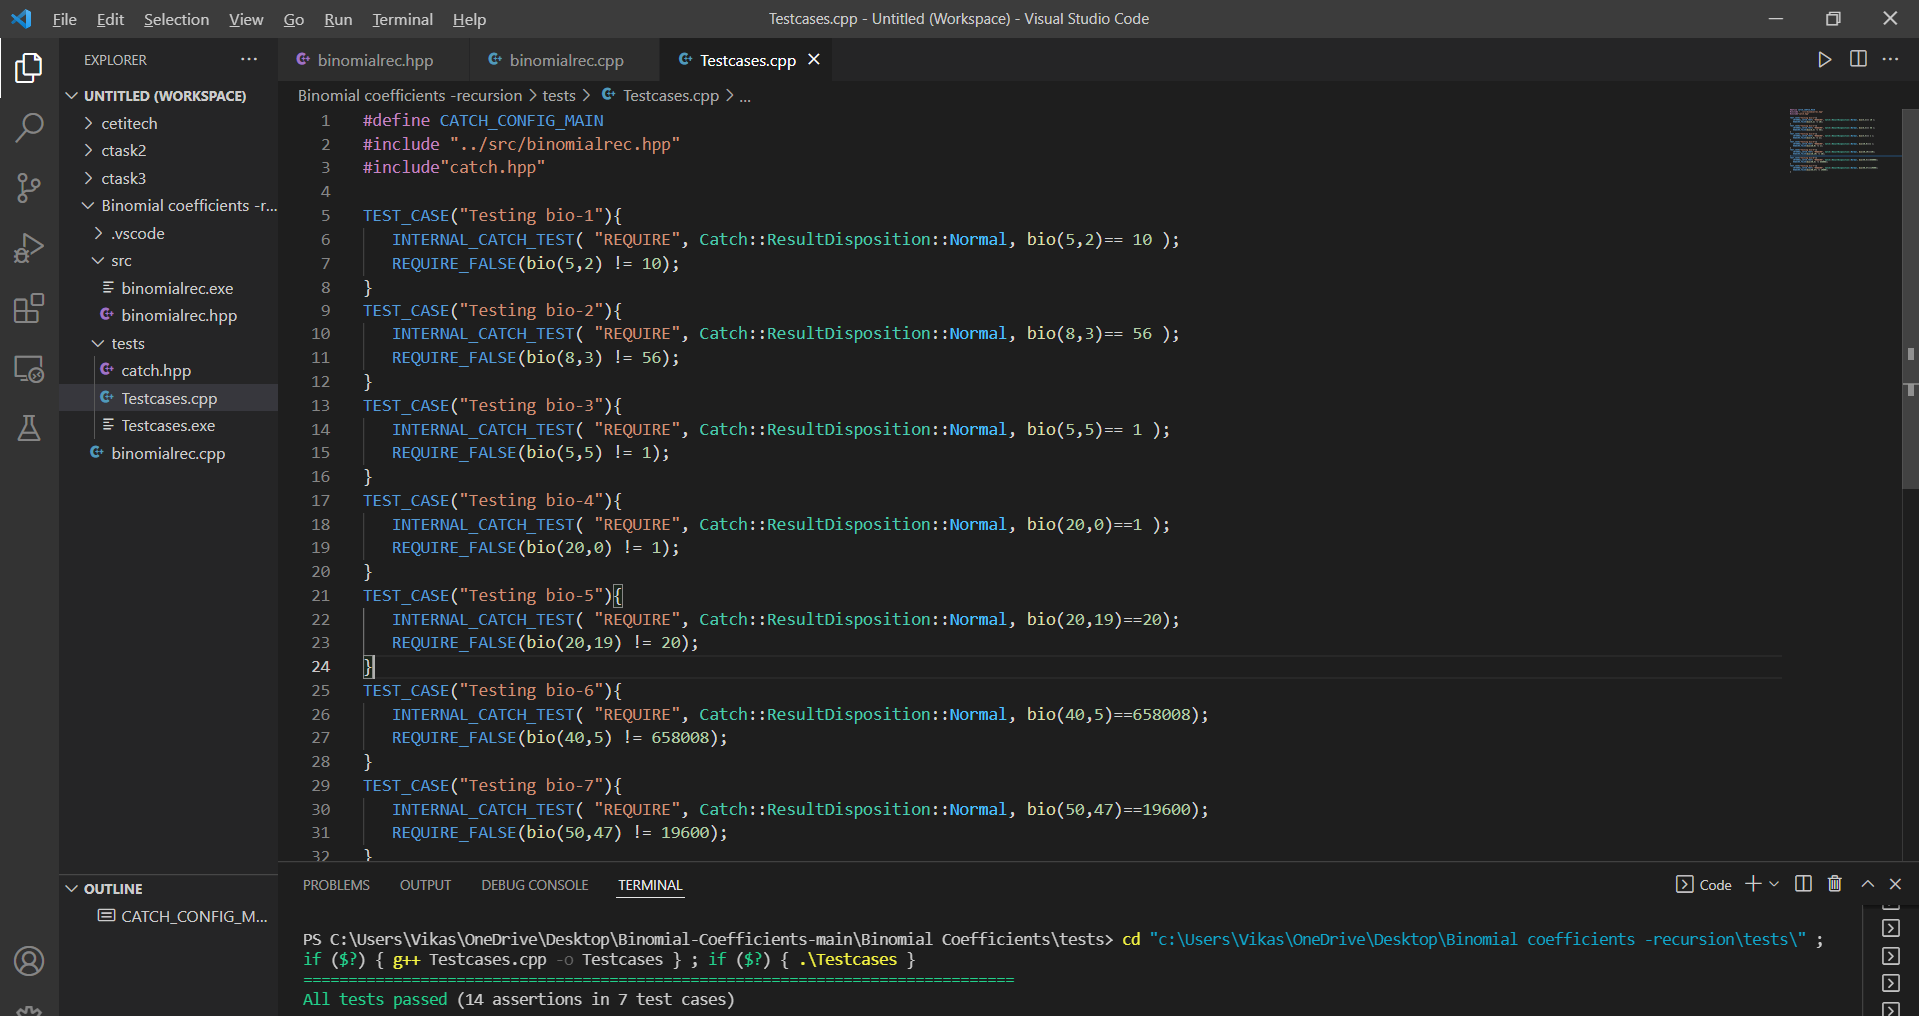 File Edit Selection View Go Run Terminal Help
Testcases.cpp - Untitled (Workspace) - Visual Studio Code
EXPLORER
UNTITLED (WORKSPACE)
cetitech
ctask2
ctask3
Binomial coefficients -r...
.vscode
src
binomialrec.exe
binomialrec.hpp
tests
catch.hpp
Testcases.cpp
Testcases.exe
binomialrec.cpp
OUTLINE
CATCH_CONFIG_M...
binomialrec.hpp binomialrec.cpp Testcases.cpp
Binomial coefficients -recursion > tests > Testcases.cpp > ...
1 #define CATCH_CONFIG_MAIN
2 #include "../src/binomialrec.hpp"
3 #include"catch.hpp"
4
5 TEST_CASE("Testing bio-1"){
6 INTERNAL_CATCH_TEST( "REQUIRE", Catch::ResultDisposition::Normal, bio(5,2)== 10 );
7 REQUIRE_FALSE(bio(5,2) != 10);
8 }
9 TEST_CASE("Testing bio-2"){
10 INTERNAL_CATCH_TEST( "REQUIRE", Catch::ResultDisposition::Normal, bio(8,3)== 56 );
11 REQUIRE_FALSE(bio(8,3) != 56);
12 }
13 TEST_CASE("Testing bio-3"){
14 INTERNAL_CATCH_TEST( "REQUIRE", Catch::ResultDisposition::Normal, bio(5,5)== 1 );
15 REQUIRE_FALSE(bio(5,5) != 1);
16 }
17 TEST_CASE("Testing bio-4"){
18 INTERNAL_CATCH_TEST( "REQUIRE", Catch::ResultDisposition::Normal, bio(20,0)==1 );
19 REQUIRE_FALSE(bio(20,0) != 1);
20 }
21 TEST_CASE("Testing bio-5"){
22 INTERNAL_CATCH_TEST( "REQUIRE", Catch::ResultDisposition::Normal, bio(20,19)==20);
23 REQUIRE_FALSE(bio(20,19) != 20);
24 }
25 TEST_CASE("Testing bio-6"){
26 INTERNAL_CATCH_TEST( "REQUIRE", Catch::ResultDisposition::Normal, bio(40,5)==658008);
27 REQUIRE_FALSE(bio(40,5) != 658008);
28 }
29 TEST_CASE("Testing bio-7"){
30 INTERNAL_CATCH_TEST( "REQUIRE", Catch::ResultDisposition::Normal, bio(50,47)==19600);
31 REQUIRE_FALSE(bio(50,47) != 19600);
32 }
PROBLEMS OUTPUT DEBUG CONSOLE TERMINAL Code
PS C:\Users\Vikas\OneDrive\Desktop\Binomial-Coefficients-main\Binomial Coefficients\tests> cd "c:\Users\Vikas\OneDrive\Desktop\Binomial coefficients -recursion\tests\" ;
if ($?) { g++ Testcases.cpp -o Testcases } ; if ($?) { .\Testcases }
===============================================================================
All tests passed (14 assertions in 7 test cases)